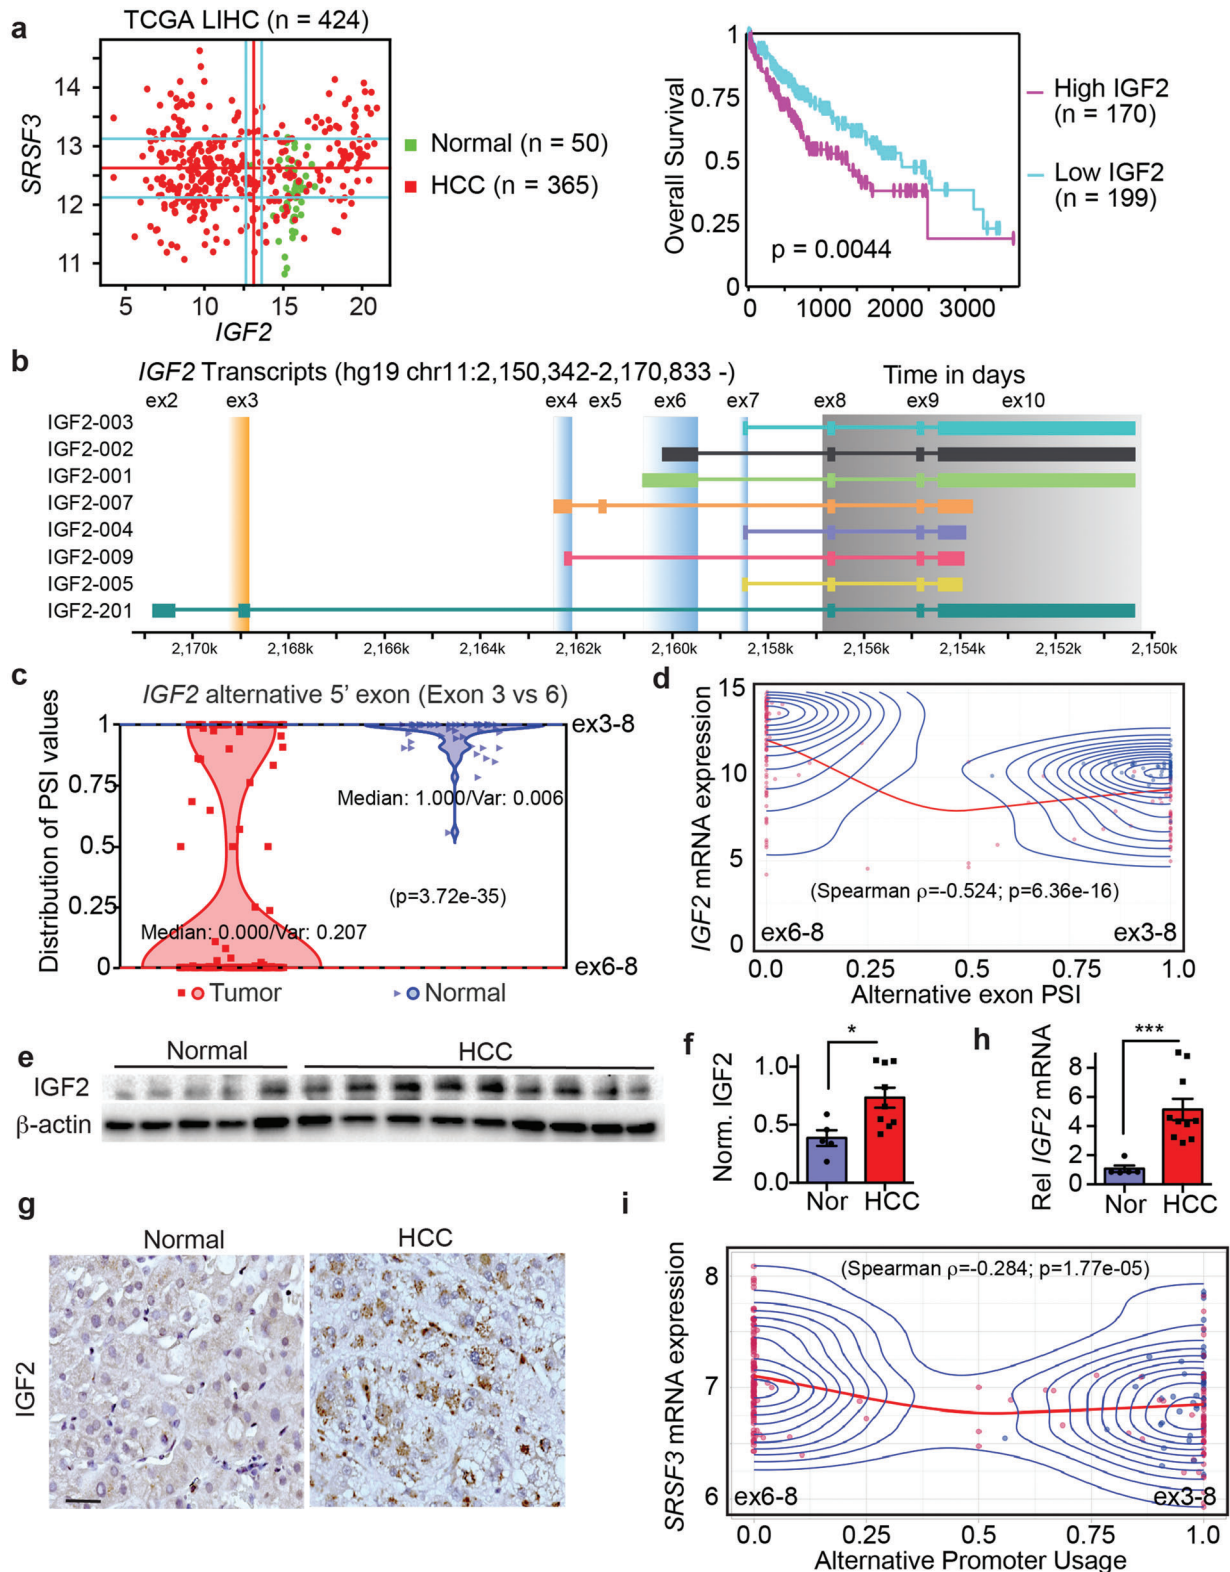 a
TCGA LIHC (n = 424)
SRSF3
14
13
12
11
5
10
15
20
IGF2
Normal (n = 50)
HCC (n = 365)
Overall Survival
1
0.75
0.5
0.25
0
p = 0.0044
0
1000
2000
3000
High IGF2
(n = 170)
Low IGF2
(n = 199)
Time in days
b
IGF2 Transcripts (hg19 chr11:2,150,342-2,170,833 -)
ex2 ex3 ex4 ex5 ex6 ex7 ex8 ex9 ex10
IGF2-003
IGF2-002
IGF2-001
IGF2-007
IGF2-004
IGF2-009
IGF2-005
IGF2-201
2,170k 2,168k 2,166k 2,164k 2,162k 2,160k 2,158k 2,156k 2,154k 2,152k 2,150k
c
IGF2 alternative 5' exon (Exon 3 vs 6)
Distribution of PSI values
1
0.75
0.5
0.25
0
ex3-8
Median: 1.000/Var: 0.006
(p=3.72e-35)
Median: 0.000/Var: 0.207
ex6-8
Tumor
Normal
d
IGF2 mRNA expression
15
10
5
0
(Spearman ρ=-0.524; p=6.36e-16)
ex6-8
ex3-8
0.0 0.25 0.5 0.75 1.0
Alternative exon PSI
e
Normal
HCC
IGF2
β-actin
f
Norm. IGF2
1.0
0.5
0.0
*
Nor HCC
h
Rel IGF2 mRNA
8
6
4
2
0
***
Nor HCC
g
Normal
HCC
IGF2
i
SRSF3 mRNA expression
8
7
6
(Spearman ρ=-0.284; p=1.77e-05)
ex6-8
ex3-8
0.0 0.25 0.5 0.75 1.0
Alternative Promoter Usage